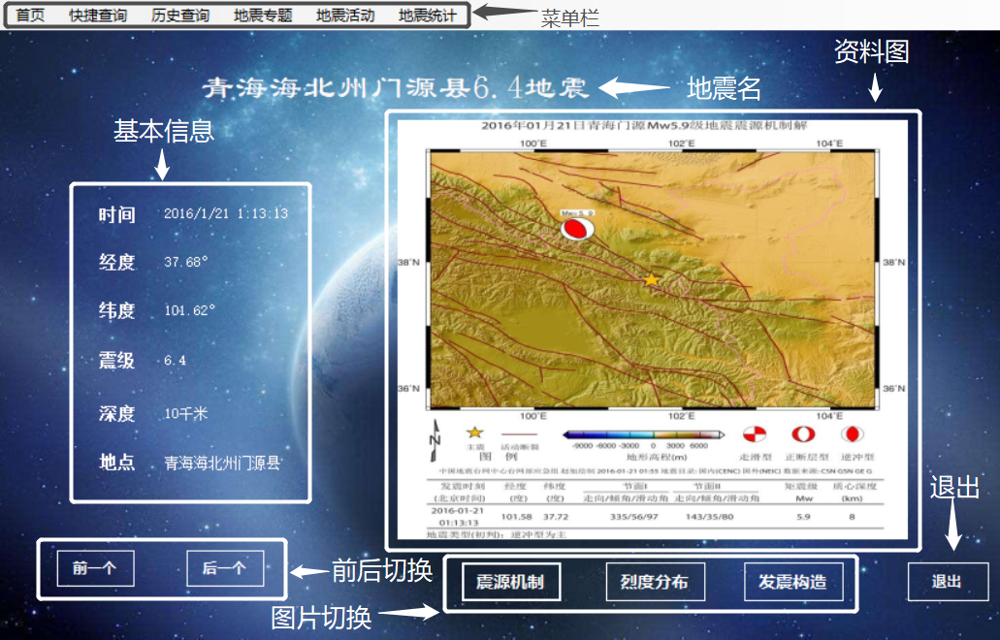 首页 快捷查询 历史查询 地震专题 地震活动 地震统计
菜单栏
资料图
青海海北州门源县6.4地震
地震名
基本信息
时间 2016/1/21 1:13:13
经度 37.68°
纬度 101.62°
震级 6.4
深度 10千米
地点 青海海北州门源县
2016年01月21日青海门源Mw5.9级地震震源机制解
100°E 102°E 104°E
Mw= 5. 9
38°N 38°N
36°N 36°N
100°E 102°E 104°E
N
主震 活动断裂
图 例
-9000 -6000 -3000 0 3000 6000
地形高程(m)
走滑型 正断层型 逆冲型
中国地震台网中心台网部应急组 赵旭绘制 2016-01-21 01:55 地震目录: 国内(CENC) 国外(NEIC) 数据来源: CSN GSN GE G
发震时刻 经度 纬度 节面I 节面II 矩震级 质心深度
(北京时间) (度) (度) 走向/倾角/滑动角 走向/倾角/滑动角 Mw (km)
2016-01-21
01:13:13 101.58 37.72 335/56/97 143/35/80 5.9 8
地震类型(初判): 逆冲型为主
退出
前一个 后一个
前后切换
震源机制 烈度分布 发震构造
退出
图片切换